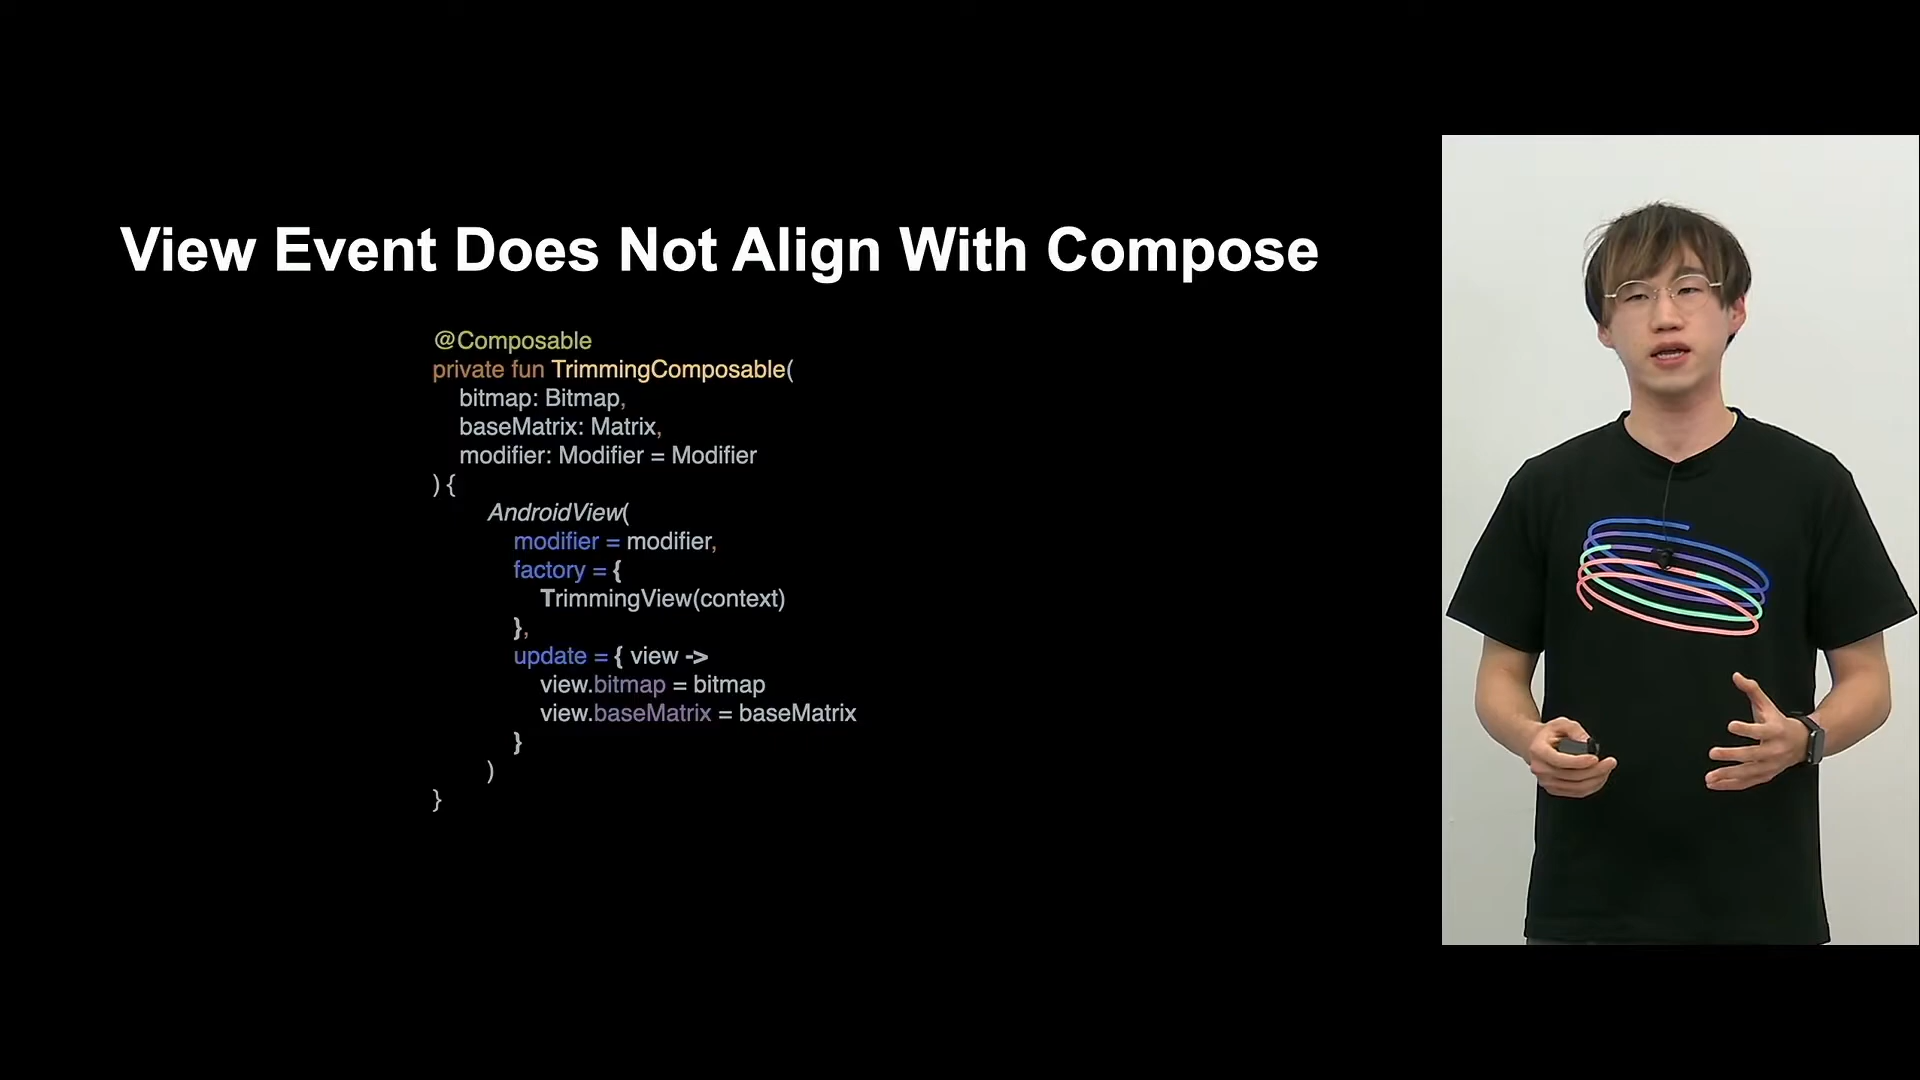 View Event Does Not Align With Compose
@Composable
private fun TrimmingComposable(
bitmap: Bitmap,
baseMatrix: Matrix,
modifier: Modifier = Modifier
) {
AndroidView(
modifier = modifier,
factory = {
TrimmingView(context)
},
update = { view ->
view.bitmap = bitmap
view.baseMatrix = baseMatrix
}
)
}